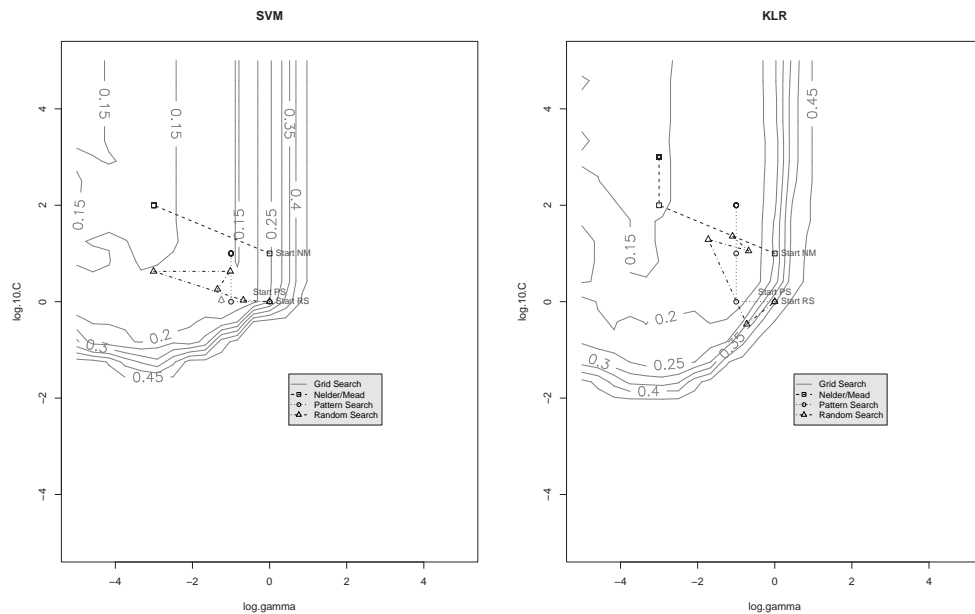 SVM
KLR
log.10.C
4
2
0
−2
−4
0.15
0.15
0.15
0.15
0.35
0.25
0.4
0.2
0.3
0.45
Start NM
Start PS
Start RS
Grid Search
Nelder/Mead
Pattern Search
Random Search
−4
−2
0
2
4
log.gamma
log.10.C
4
2
0
−2
−4
0.45
0.15
0.2
0.25
0.35
0.3
0.4
Start NM
Start PS
Start RS
Grid Search
Nelder/Mead
Pattern Search
Random Search
−4
−2
0
2
4
log.gamma